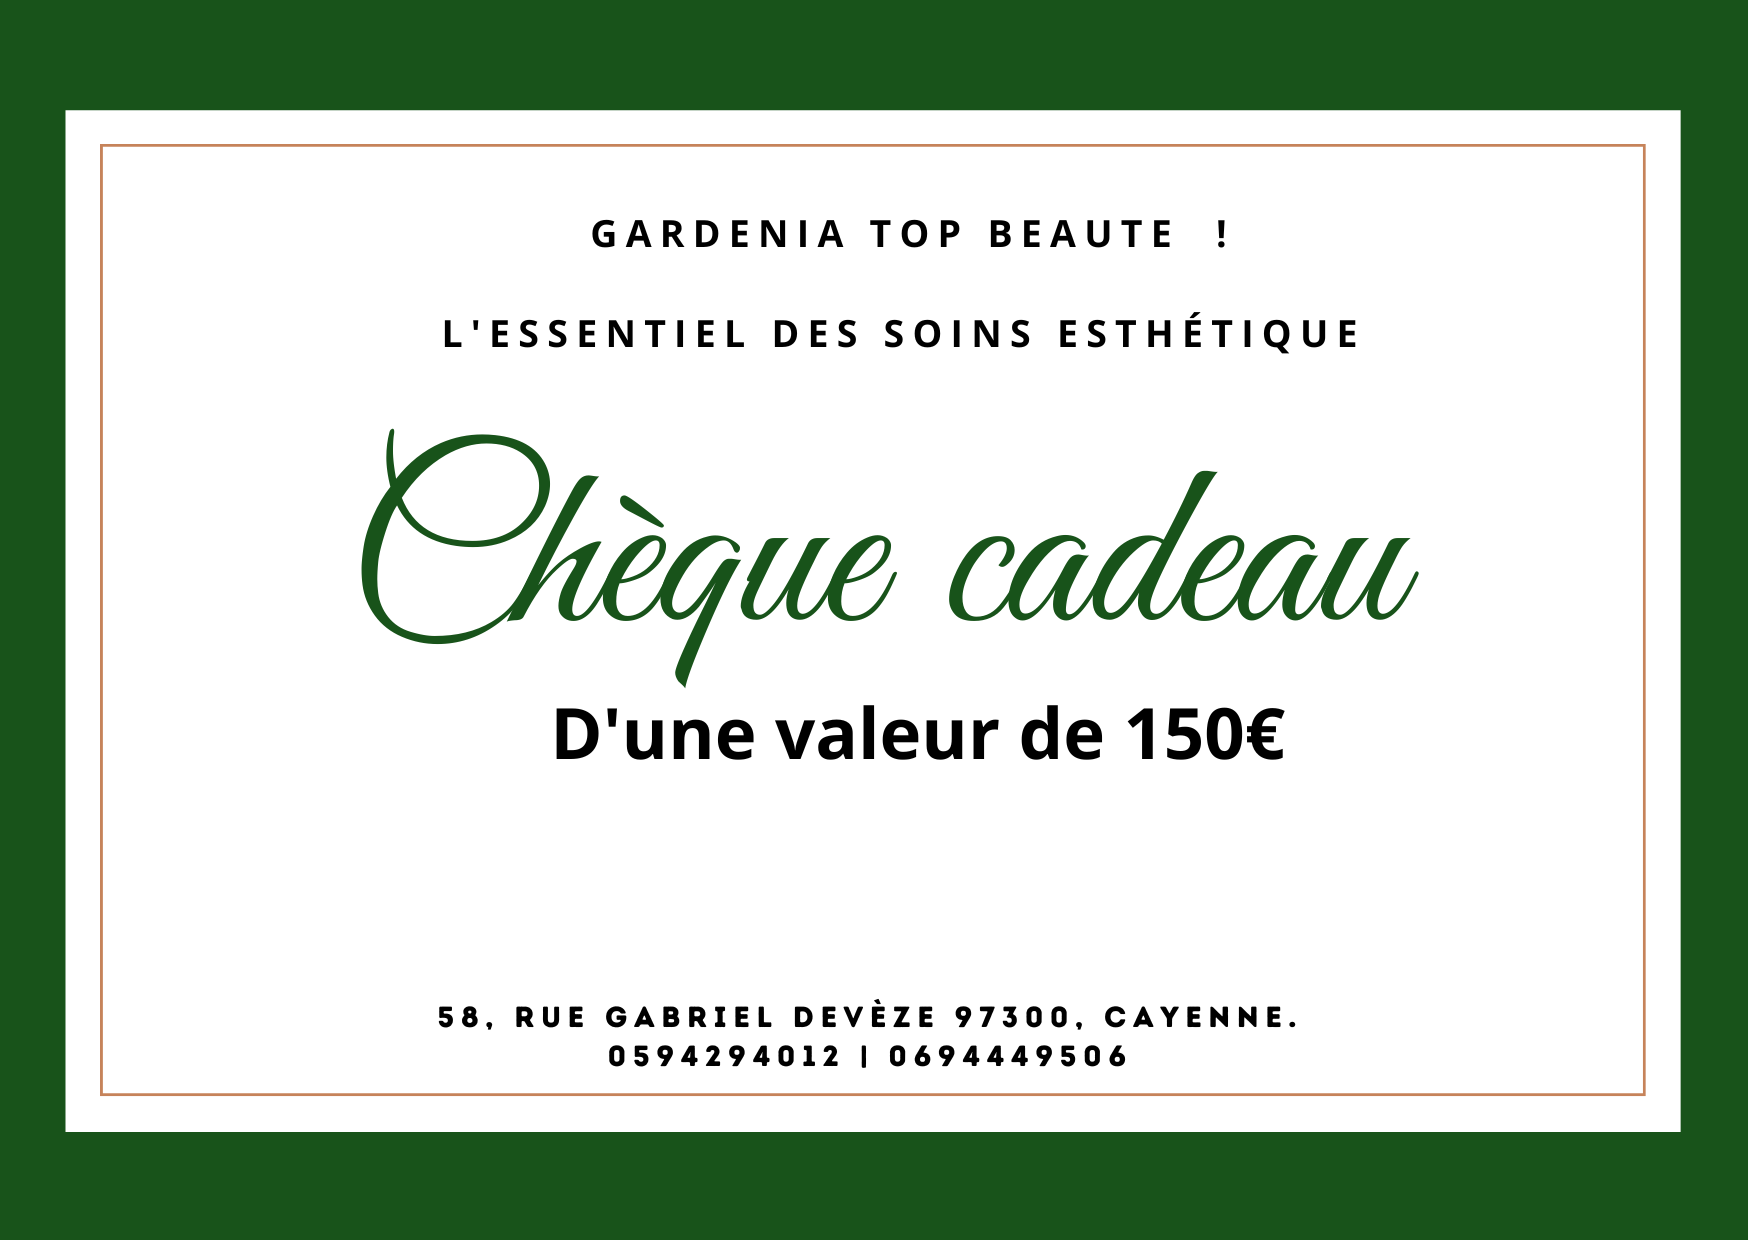 GARDENIA TOP BEAUTE !
L'ESSENTIEL DES SOINS ESTHÉTIQUE
Chèque cadeau
D'une valeur de 150€
58, RUE GABRIEL DEVÈZE 97300, CAYENNE.
0594294012 | 0694449506